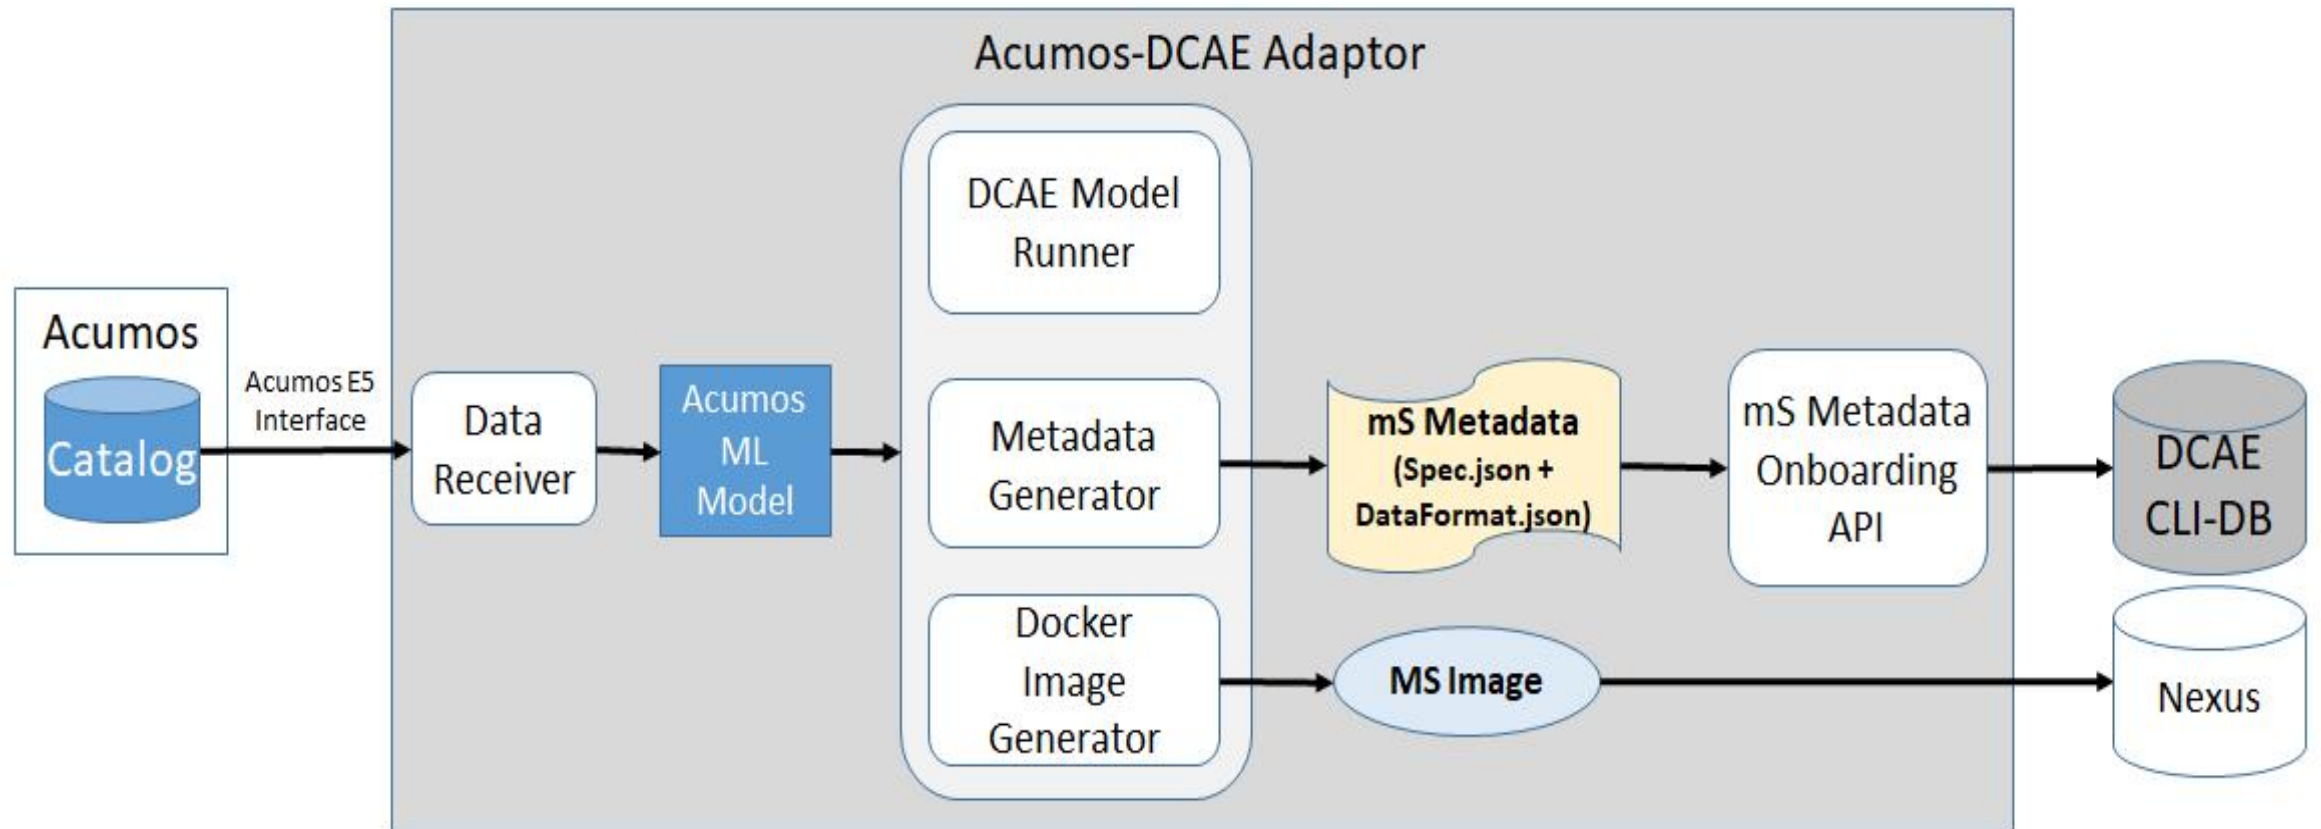 Acumos-DCAE Adaptor
Acumos
Catalog
Acumos E5
Interface
Data
Receiver
Acumos
ML
Model
DCAE Model
Runner
Metadata
Generator
Docker
Image
Generator
mS Metadata
(Spec.json +
DataFormat.json)
MS Image
mS Metadata
Onboarding
API
DCAE
CLI-DB
Nexus